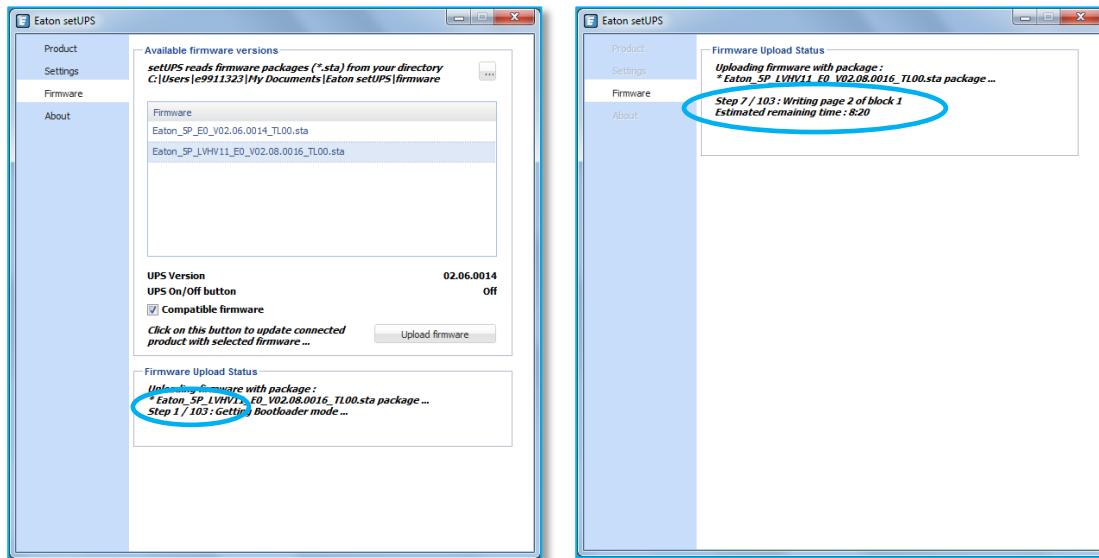 Eaton setUPS
Product
Settings
Firmware
About
Available firmware versions
setUPS reads firmware packages (*.sta) from your directory
C:|Users|e9911323|My Documents|Eaton setUPS|firmware
...
Firmware
Eaton_5P_E0_V02.06.0014_TL00.sta
Eaton_5P_LVHV11_E0_V02.08.0016_TL00.sta
UPS Version 02.06.0014
UPS On/Off button Off
Compatible firmware
Click on this button to update connected
product with selected firmware ...
Upload firmware
Firmware Upload Status
Uploading firmware with package :
* Eaton_5P_LVHV11_E0_V02.08.0016_TL00.sta package ...
Step 1 / 103 : Getting Bootloader mode ...
Eaton setUPS
Product
Settings
Firmware
About
Firmware Upload Status
Uploading firmware with package :
* Eaton_5P_LVHV11_E0_V02.08.0016_TL00.sta package ...
Step 7 / 103 : Writing page 2 of block 1
Estimated remaining time : 8:20